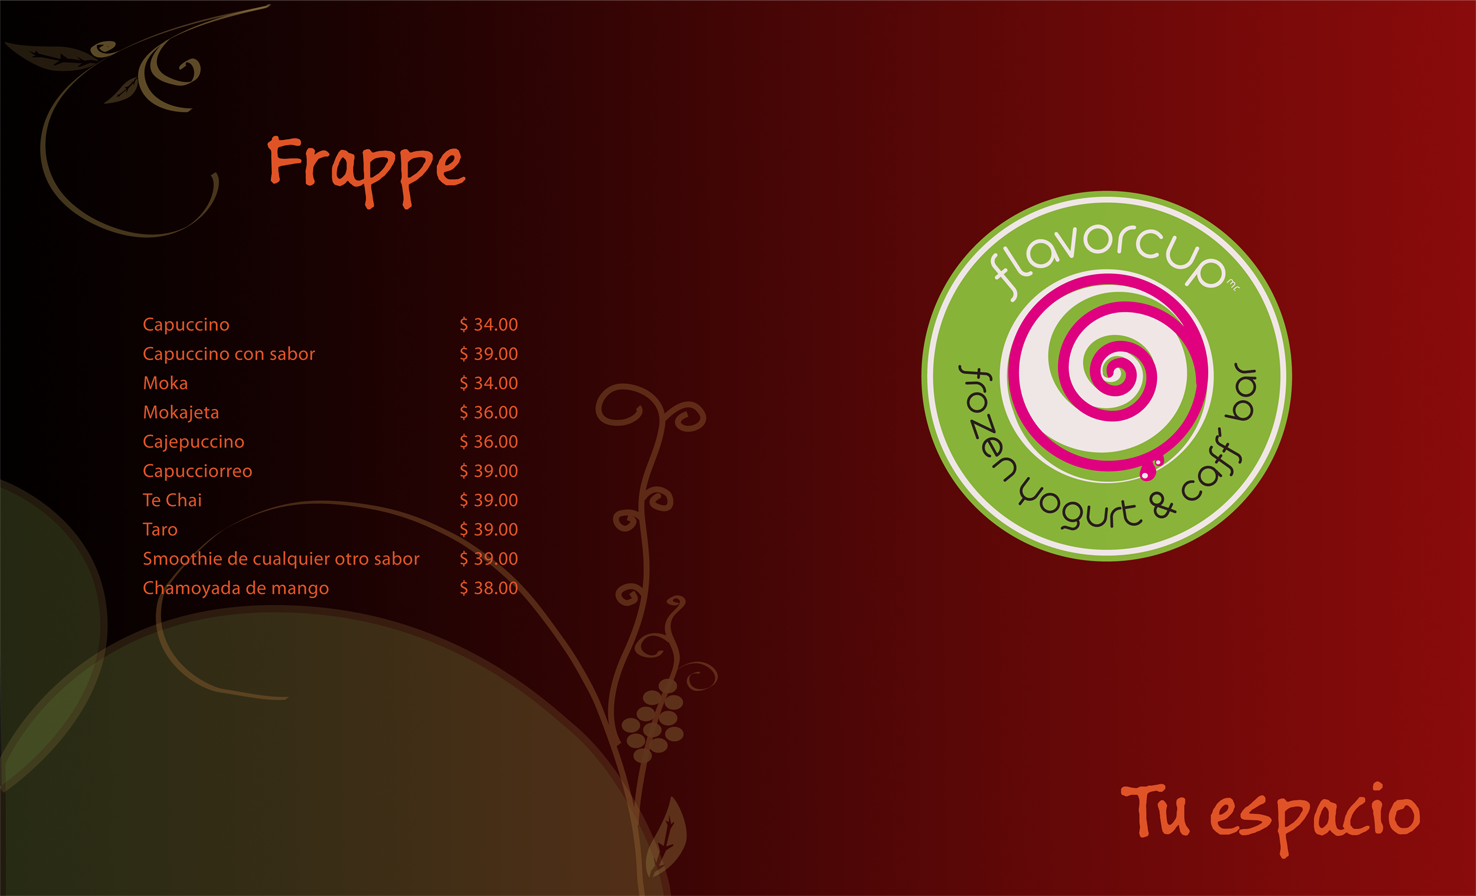 Frappe
Capuccino $ 34.00
Capuccino con sabor $ 39.00
Moka $ 34.00
Mokajeta $ 36.00
Cajepuccino $ 36.00
Capucciorreo $ 39.00
Te Chai $ 39.00
Taro $ 39.00
Smoothie de cualquier otro sabor $ 39.00
Chamoyada de mango $ 38.00
flavorcup mr
frozen yogurt & caff' bar
Tu espacio